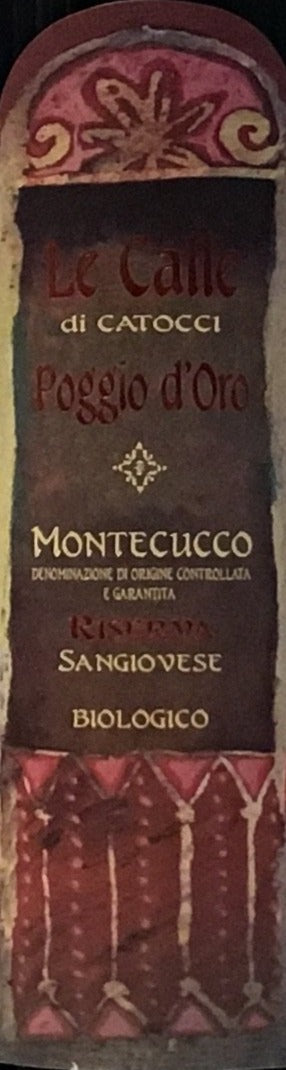 Le Calle
di CATOCCI
Poggio d'Oro
MONTECUCCO
DENOMINAZIONE DI ORIGINE CONTROLLATA
E GARANTITA
RISERVA
SANGIOVESE
BIOLOGICO